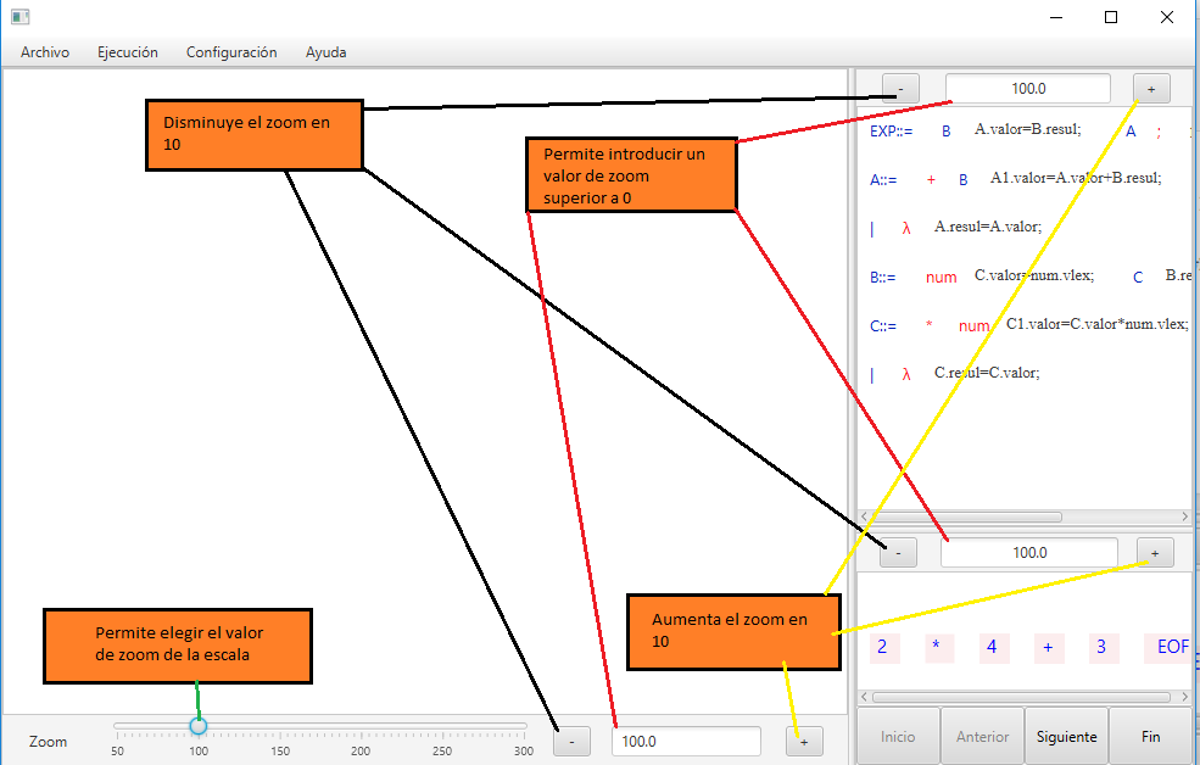 Archivo Ejecución Configuración Ayuda
- 100.0 +
Disminuye el zoom en
10
Permite introducir un
valor de zoom
superior a 0
EXP::= B A.valor=B.resul; A ;
A::= + B A1.valor=A.valor+B.resul;
| λ A.resul=A.valor;
B::= num C.valor=num.vlex; C B.re
C::= * num C1.valor=C.valor*num.vlex;
| λ C.resul=C.valor;
- 100.0 +
Aumenta el zoom en
10
Permite elegir el valor
de zoom de la escala
2 * 4 + 3 EOF
Zoom
50 100 150 200 250 300
- 100.0 +
Inicio Anterior Siguiente Fin